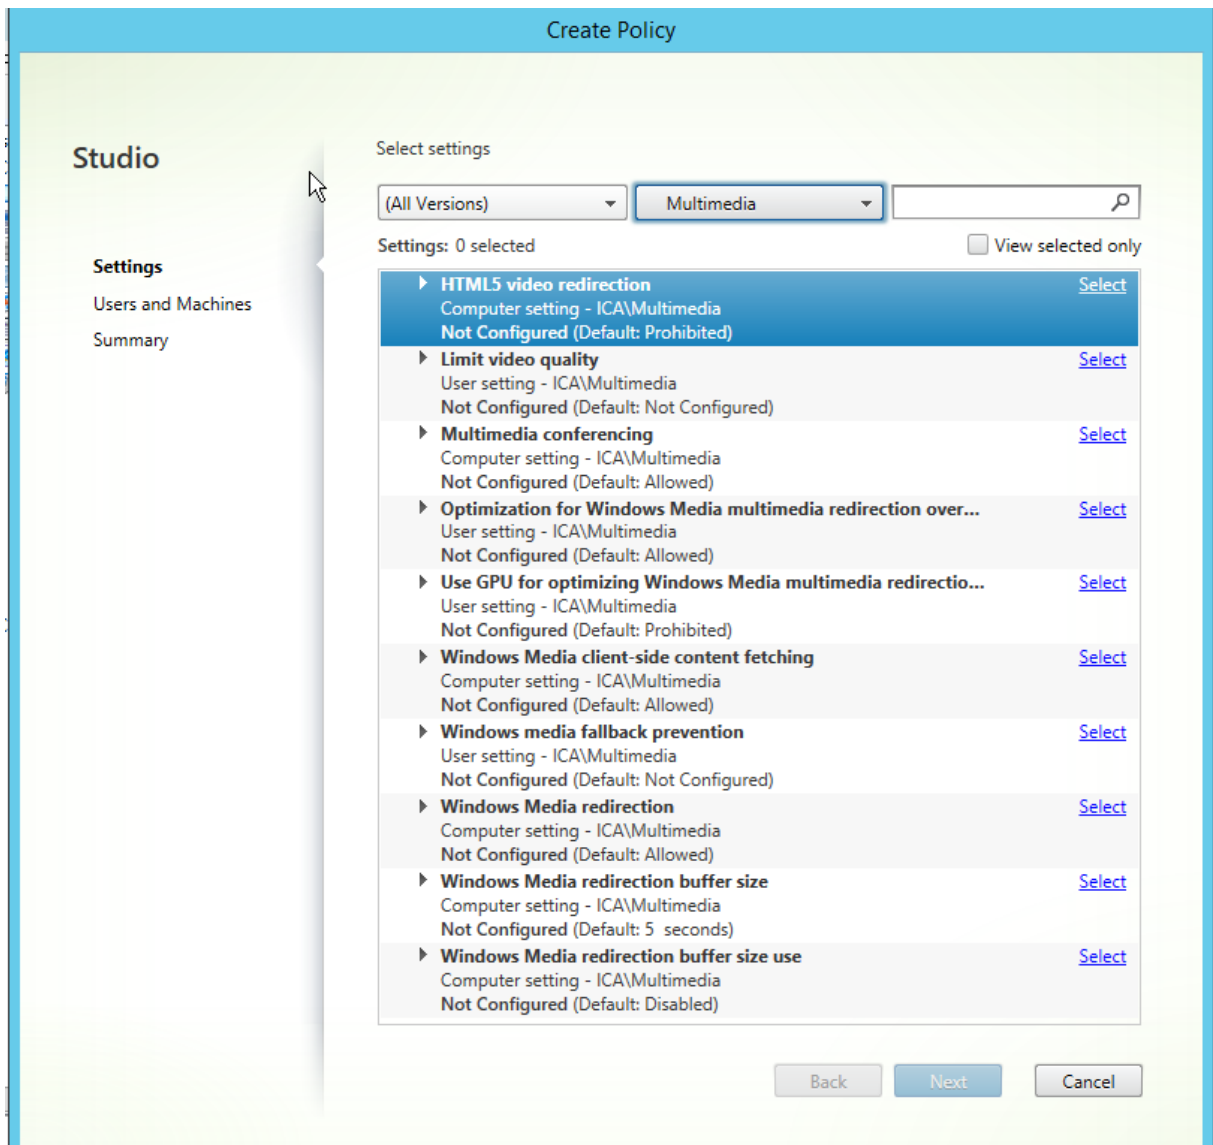 Create Policy
Studio
Select settings
(All Versions)
Multimedia
Settings: 0 selected
View selected only
Settings
Users and Machines
Summary
HTML5 video redirection
Select
Computer setting - ICA\Multimedia
Not Configured (Default: Prohibited)
Limit video quality
Select
User setting - ICA\Multimedia
Not Configured (Default: Not Configured)
Multimedia conferencing
Select
Computer setting - ICA\Multimedia
Not Configured (Default: Allowed)
Optimization for Windows Media multimedia redirection over...
Select
User setting - ICA\Multimedia
Not Configured (Default: Allowed)
Use GPU for optimizing Windows Media multimedia redirectio...
Select
User setting - ICA\Multimedia
Not Configured (Default: Prohibited)
Windows Media client-side content fetching
Select
Computer setting - ICA\Multimedia
Not Configured (Default: Allowed)
Windows media fallback prevention
Select
User setting - ICA\Multimedia
Not Configured (Default: Not Configured)
Windows Media redirection
Select
Computer setting - ICA\Multimedia
Not Configured (Default: Allowed)
Windows Media redirection buffer size
Select
Computer setting - ICA\Multimedia
Not Configured (Default: 5  seconds)
Windows Media redirection buffer size use
Select
Computer setting - ICA\Multimedia
Not Configured (Default: Disabled)
Back
Next
Cancel